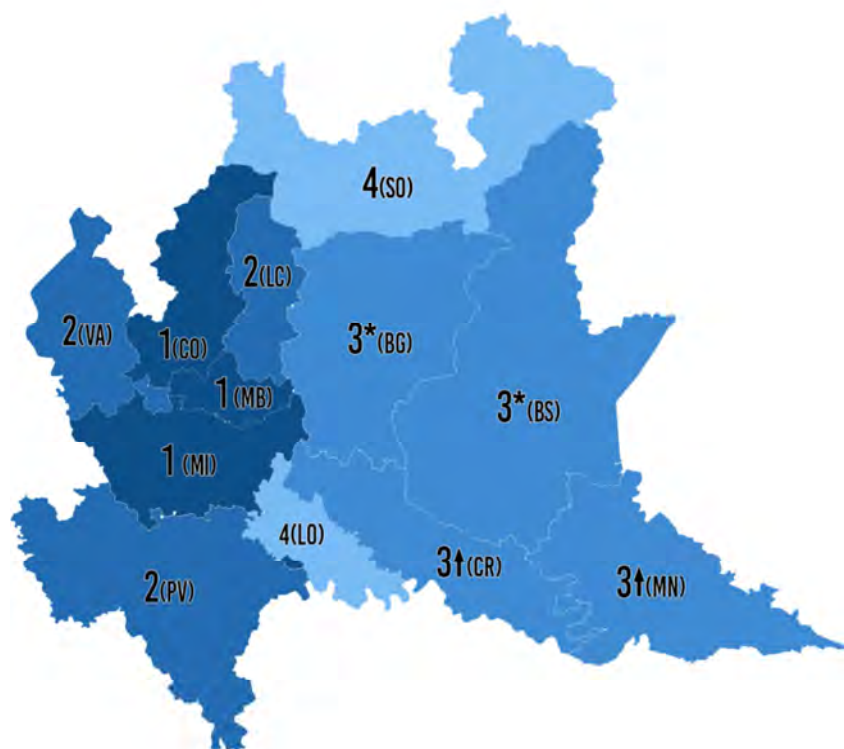 4(SO)
2(LC)
2(VA)
1(CO)
3*(BG)
1(MB)
3*(BS)
1(MI)
4(LO)
3⬆(CR)
2(PV)
3⬆(MN)